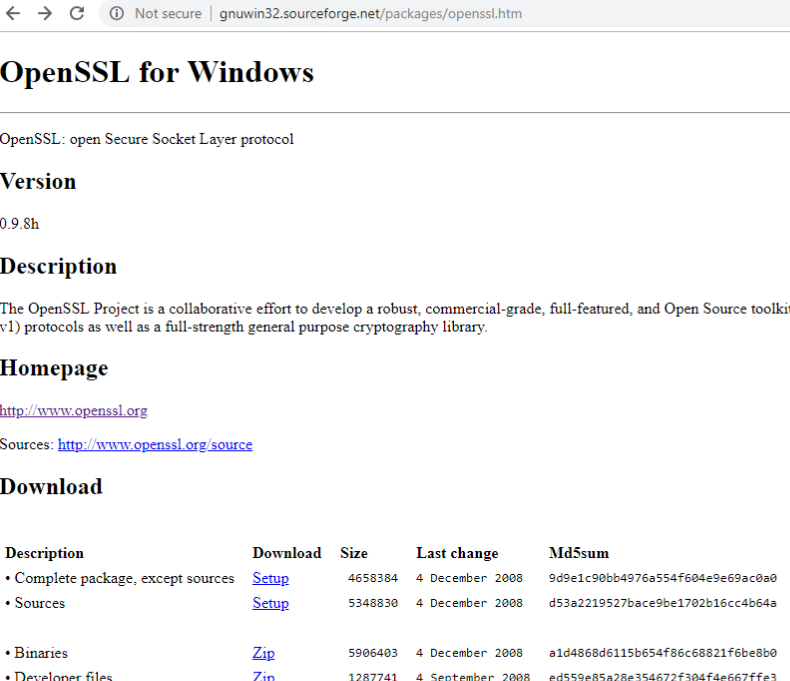 Not secure | gnuwin32.sourceforge.net/packages/openssl.htm
OpenSSL for Windows
OpenSSL: open Secure Socket Layer protocol
Version
0.9.8h
Description
The OpenSSL Project is a collaborative effort to develop a robust, commercial-grade, full-featured, and Open Source toolkit
v1) protocols as well as a full-strength general purpose cryptography library.
Homepage
http://www.openssl.org
Sources: http://www.openssl.org/source
Download
Description Download Size Last change Md5sum
• Complete package, except sources Setup 4658384 4 December 2008 9d9e1c90bb4976a554f604e9e69ac0a0
• Sources Setup 5348830 4 December 2008 d53a2219527bace9be1702b16cc4b64a
• Binaries Zip 5906403 4 December 2008 a1d4868d6115b654f86c68821f6be8b0
• Developer files Zip 1287741 4 September 2008 ed559e85a28e354672f304f4e667ffe3